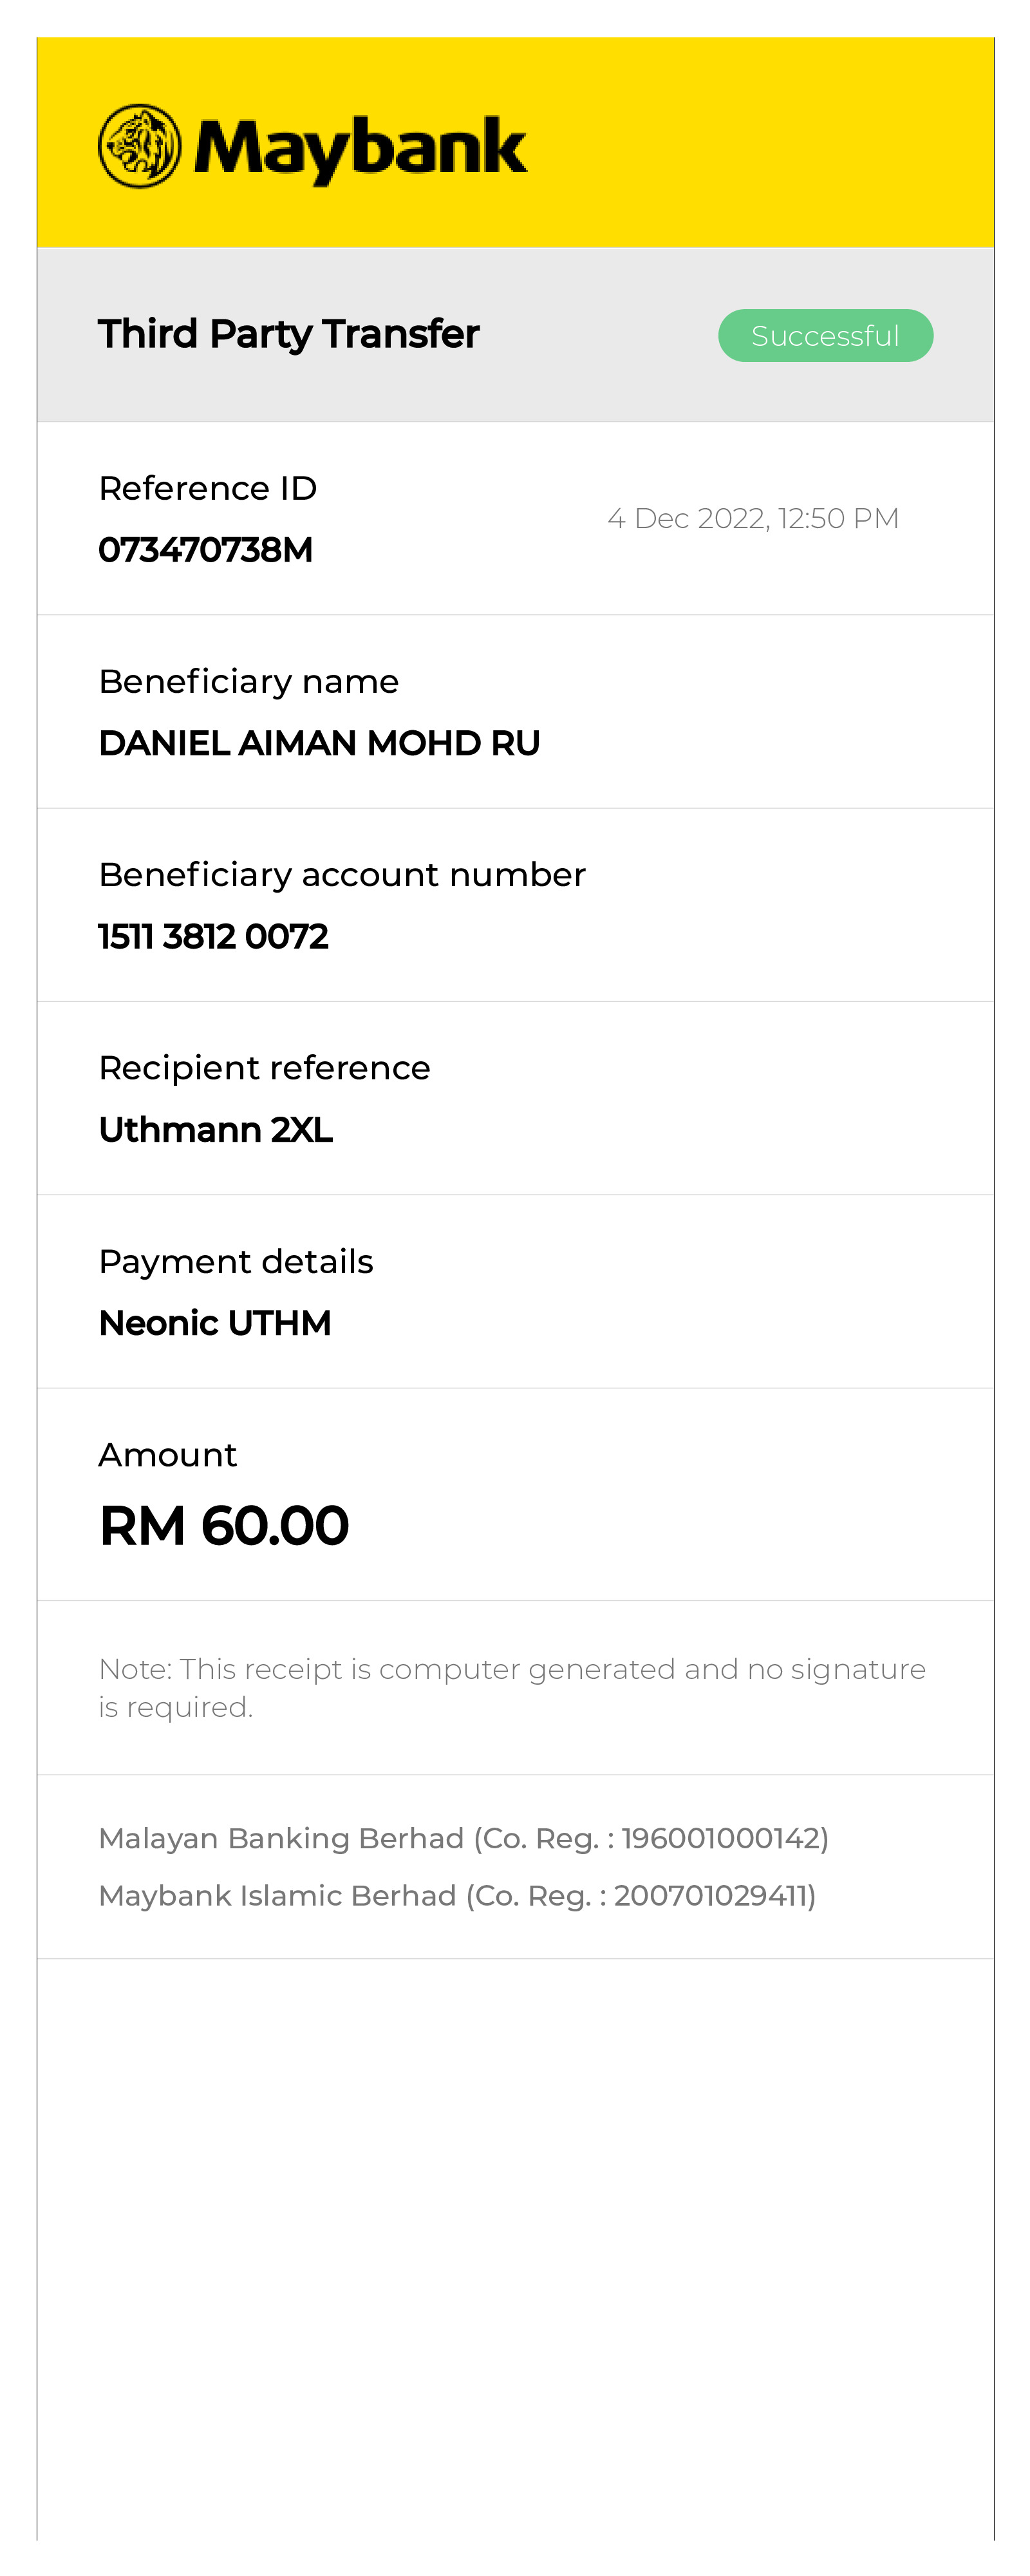 Maybank
Third Party Transfer
Successful
Reference ID
073470738M
4 Dec 2022, 12:50 PM
Beneficiary name
DANIEL AIMAN MOHD RU
Beneficiary account number
1511 3812 0072
Recipient reference
Uthmann 2XL
Payment details
Neonic UTHM
Amount
RM 60.00
Note: This receipt is computer generated and no signature
is required.
Malayan Banking Berhad (Co. Reg. : 196001000142)
Maybank Islamic Berhad (Co. Reg. : 200701029411)